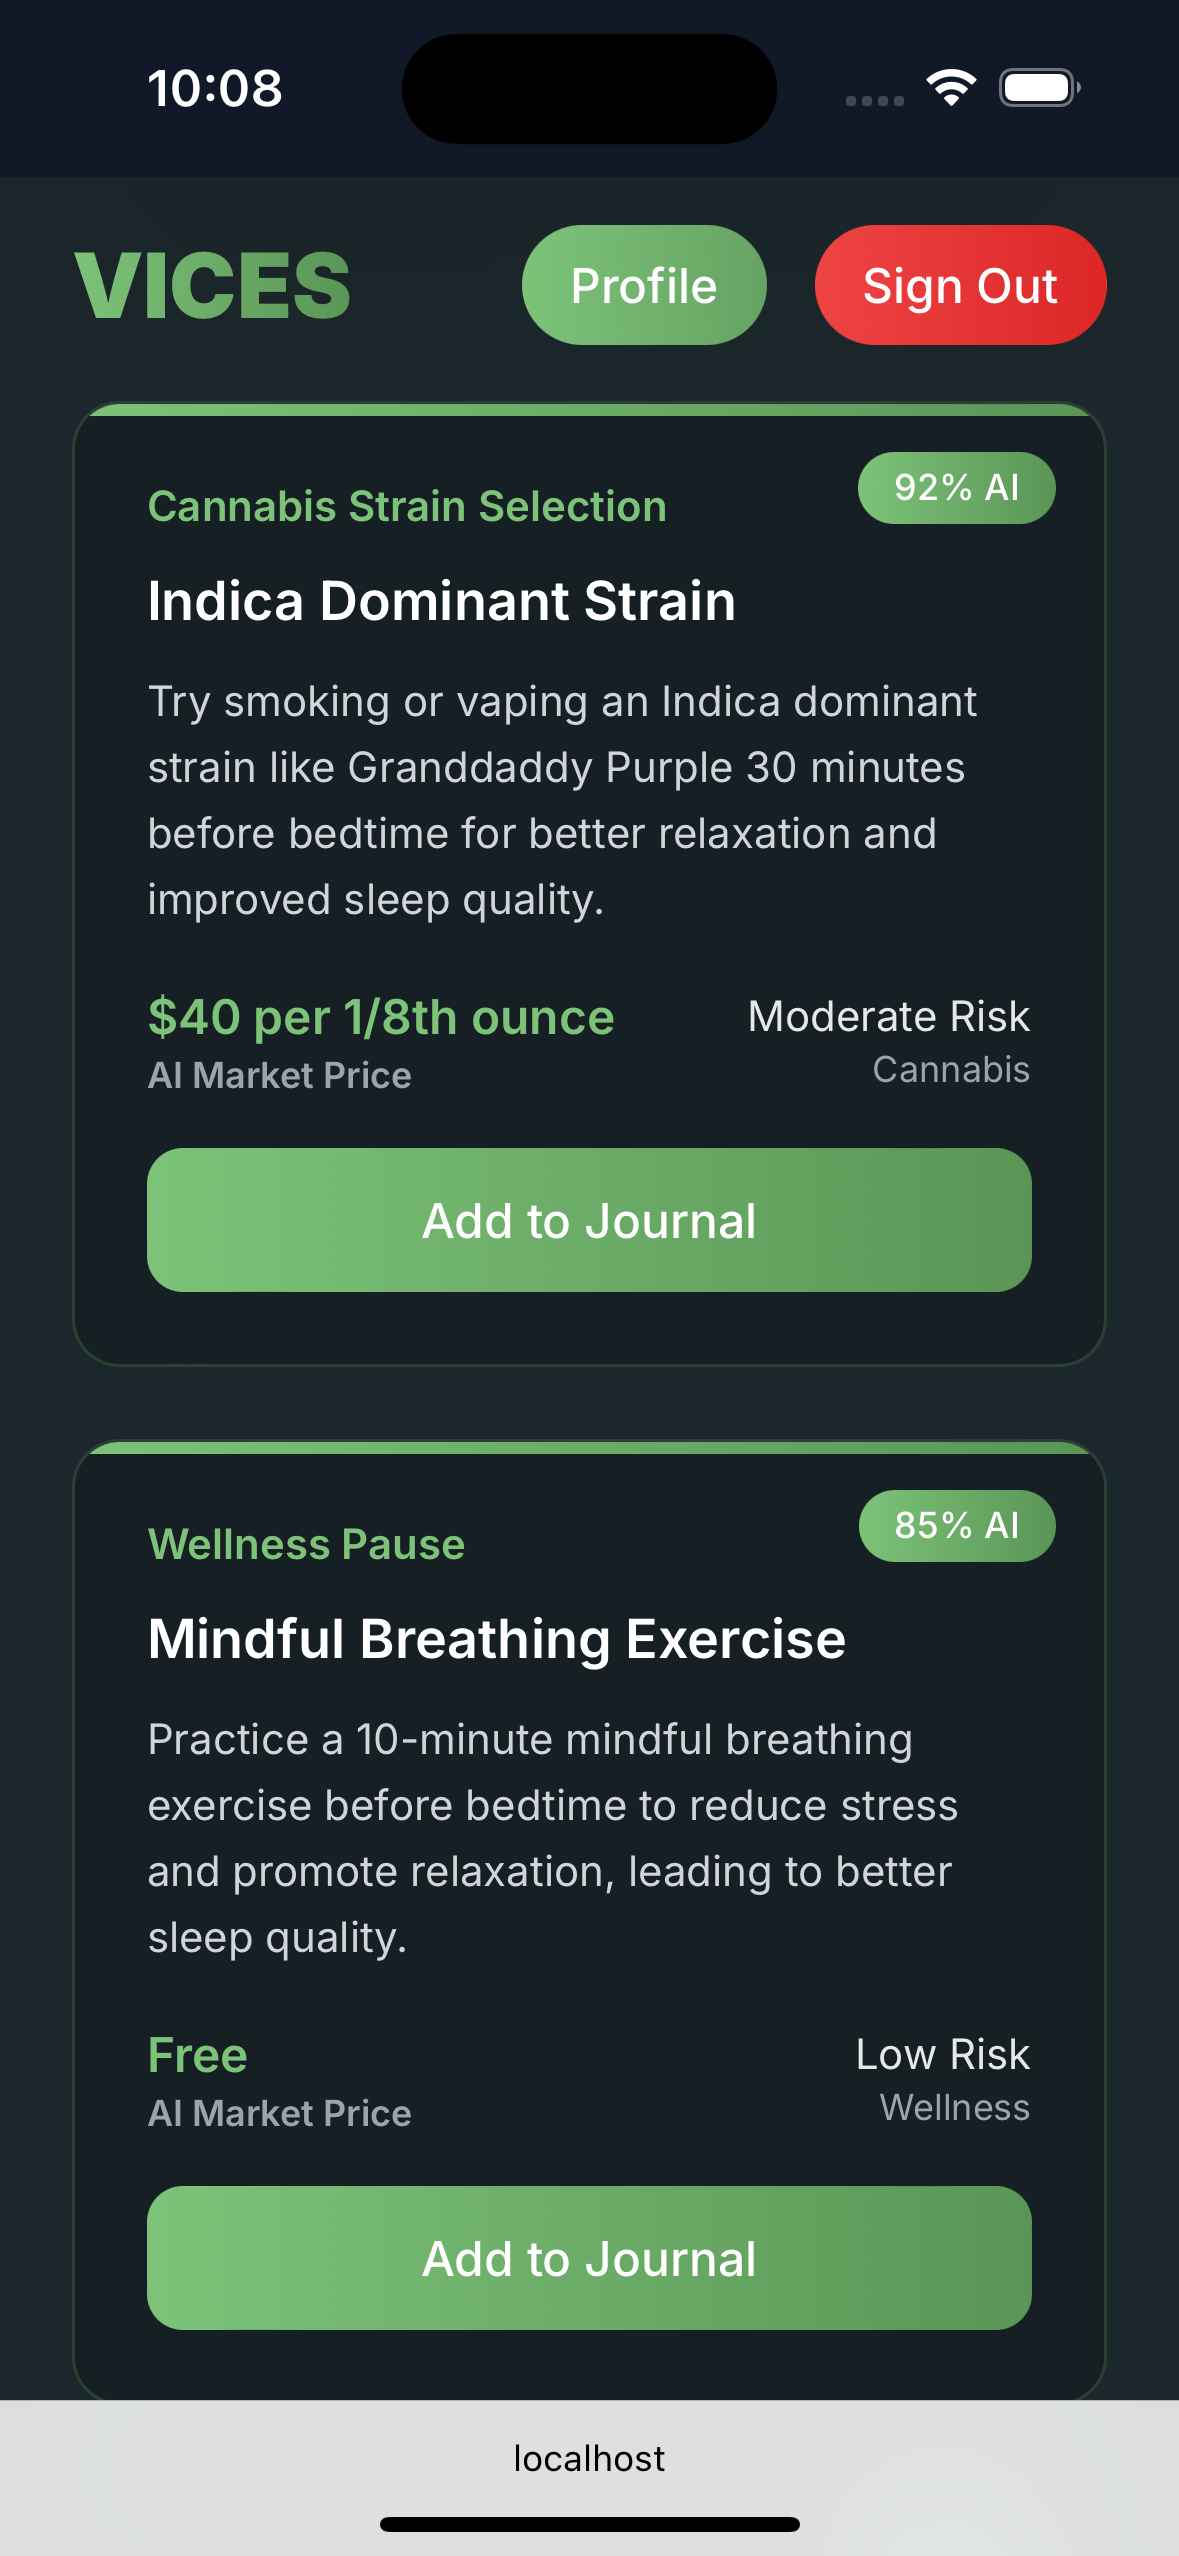 10:08
VICES
Profile
Sign Out
Cannabis Strain Selection
92% AI
Indica Dominant Strain
Try smoking or vaping an Indica dominant
strain like Granddaddy Purple 30 minutes
before bedtime for better relaxation and
improved sleep quality.
$40 per 1/8th ounce
Moderate Risk
AI Market Price
Cannabis
Add to Journal
Wellness Pause
85% AI
Mindful Breathing Exercise
Practice a 10-minute mindful breathing
exercise before bedtime to reduce stress
and promote relaxation, leading to better
sleep quality.
Free
Low Risk
AI Market Price
Wellness
Add to Journal
localhost